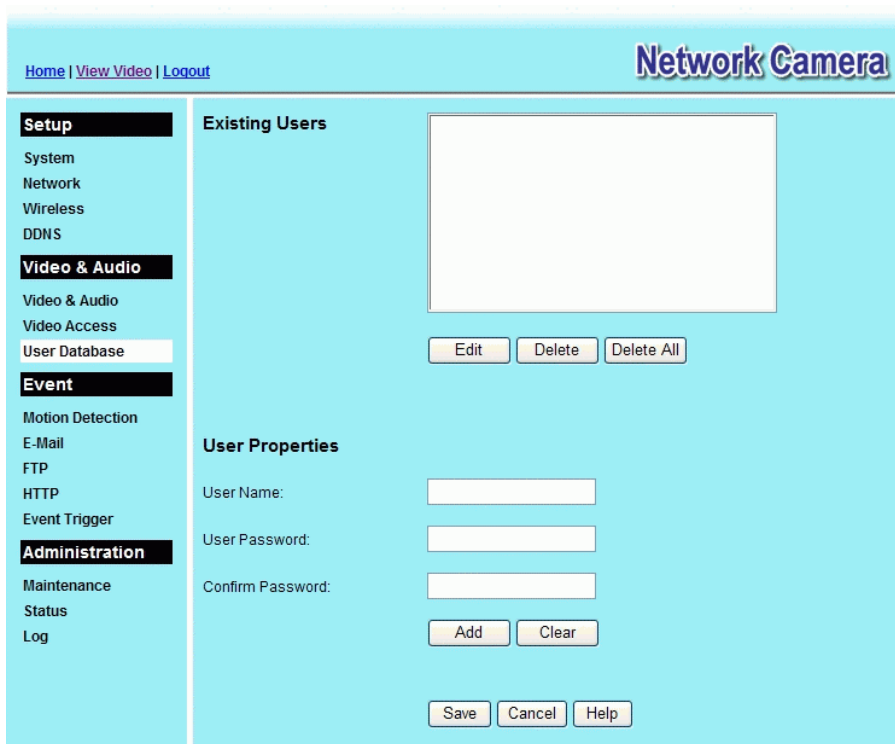 Home | View Video | Logout
Network Camera
Setup
System
Network
Wireless
DDNS
Video & Audio
Video & Audio
Video Access
User Database
Event
Motion Detection
E-Mail
FTP
HTTP
Event Trigger
Administration
Maintenance
Status
Log
Existing Users
Edit Delete Delete All
User Properties
User Name:
User Password:
Confirm Password:
Add Clear
Save Cancel Help